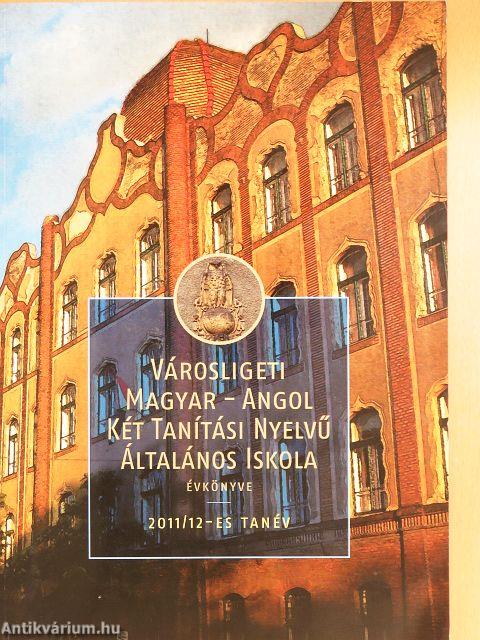 Városligeti
Magyar – Angol
Két Tanítási Nyelvű
Általános Iskola
évkönyve
2011/12-es tanév
Antikvárium.hu